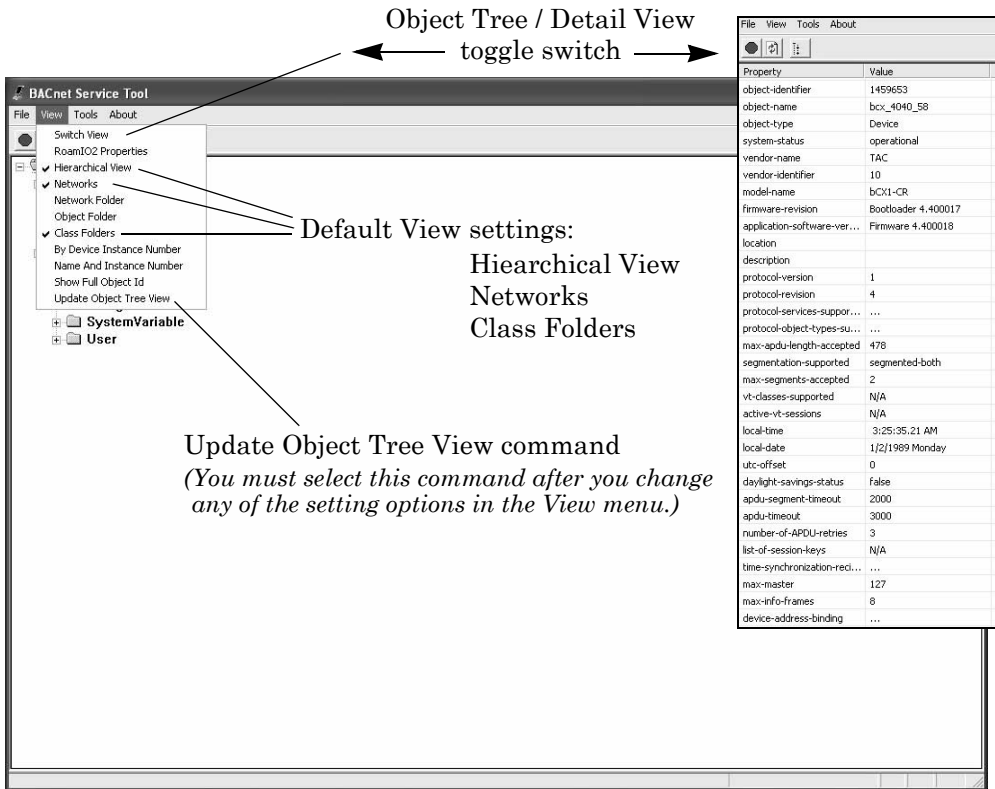 Object Tree / Detail View
toggle switch
BACnet Service Tool
File View Tools About
Switch View
RoamIO2 Properties
Hierarchical View
Networks
Network Folder
Object Folder
Class Folders
By Device Instance Number
Name And Instance Number
Show Full Object Id
Update Object Tree View
SystemVariable
User
Default View settings:
Hiearchical View
Networks
Class Folders
Update Object Tree View command
(You must select this command after you change
any of the setting options in the View menu.)
File View Tools About
Property Value
object-identifier 1459653
object-name bcx_4040_58
object-type Device
system-status operational
vendor-name TAC
vendor-identifier 10
model-name bCX1-CR
firmware-revision Bootloader 4.400017
application-software-ver... Firmware 4.400018
location
description
protocol-version 1
protocol-revision 4
protocol-services-suppor... ...
protocol-object-types-su... ...
max-apdu-length-accepted 478
segmentation-supported segmented-both
max-segments-accepted 2
vt-classes-supported N/A
active-vt-sessions N/A
local-time 3:25:35.21 AM
local-date 1/2/1989 Monday
utc-offset 0
daylight-savings-status false
apdu-segment-timeout 2000
apdu-timeout 3000
number-of-APDU-retries 3
list-of-session-keys N/A
time-synchronization-reci... ...
max-master 127
max-info-frames 8
device-address-binding ...